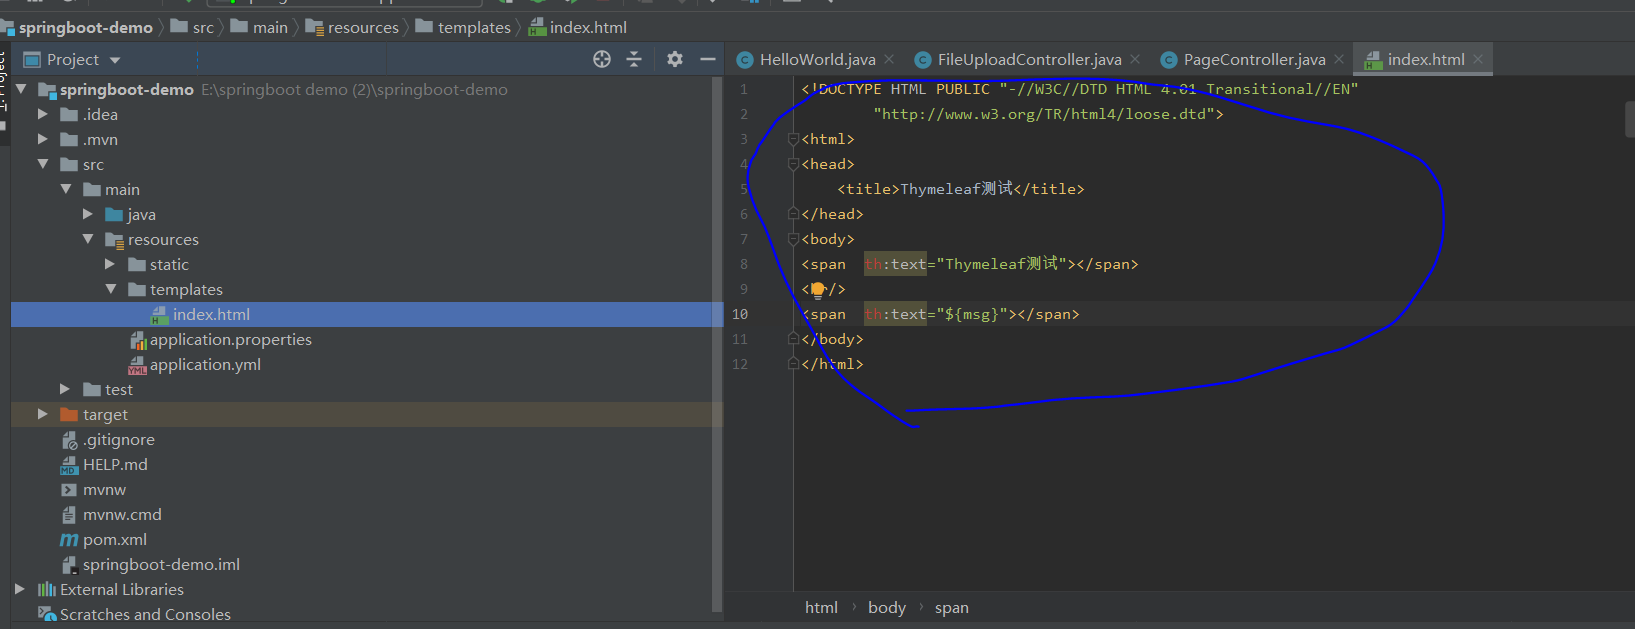 springboot-demo src main resources templates index.html
Project
Project
HelloWorld.java FileUploadController.java PageController.java index.html
springboot-demo E:\springboot demo (2)\springboot-demo
.idea
.mvn
src
main
java
resources
static
templates
index.html
application.properties
application.yml
test
target
.gitignore
HELP.md
mvnw
mvnw.cmd
pom.xml
springboot-demo.iml
External Libraries
Scratches and Consoles
1 <!DOCTYPE HTML PUBLIC "-//W3C//DTD HTML 4.01 Transitional//EN"
2 "http://www.w3.org/TR/html4/loose.dtd">
3 <html>
4 <head>
5 <title>Thymeleaf测试</title>
6 </head>
7 <body>
8 <span th:text="Thymeleaf测试"></span>
9 < />
10 <span th:text="${msg}"></span>
11 </body>
12 </html>
html body span